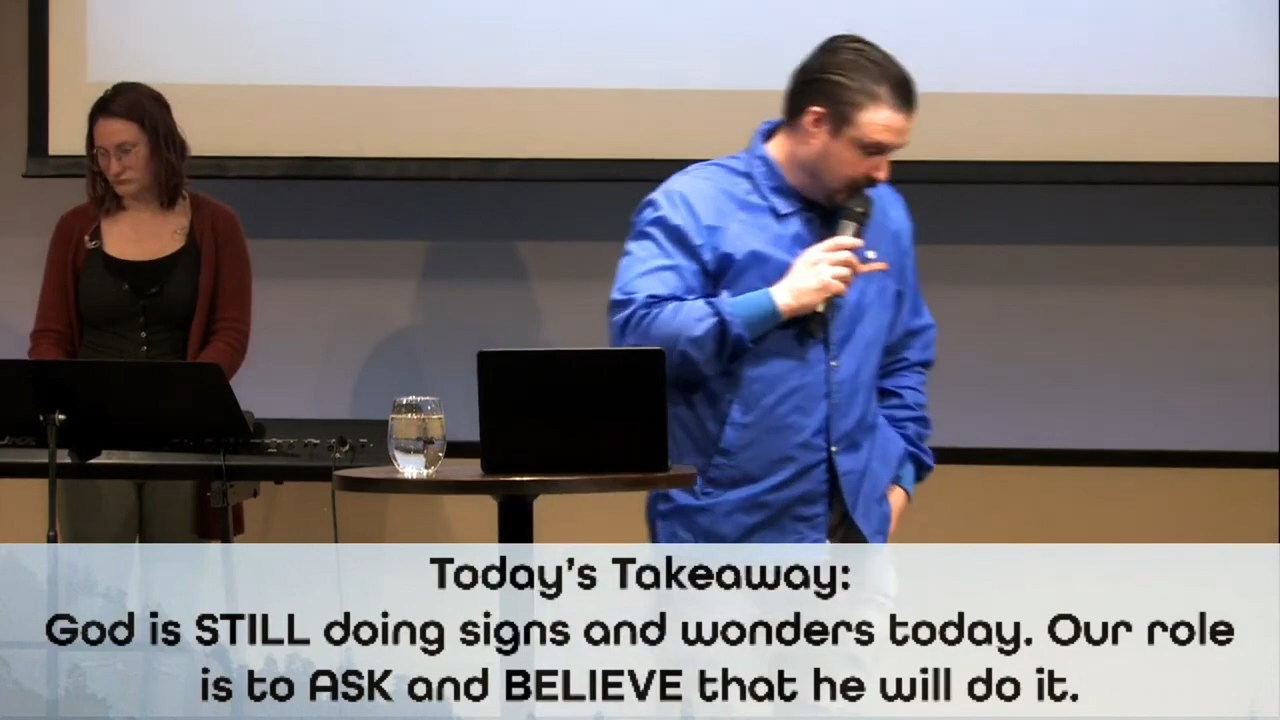 Today's Takeaway:
God is STILL doing signs and wonders today. Our role
is to ASK and BELIEVE that he will do it.